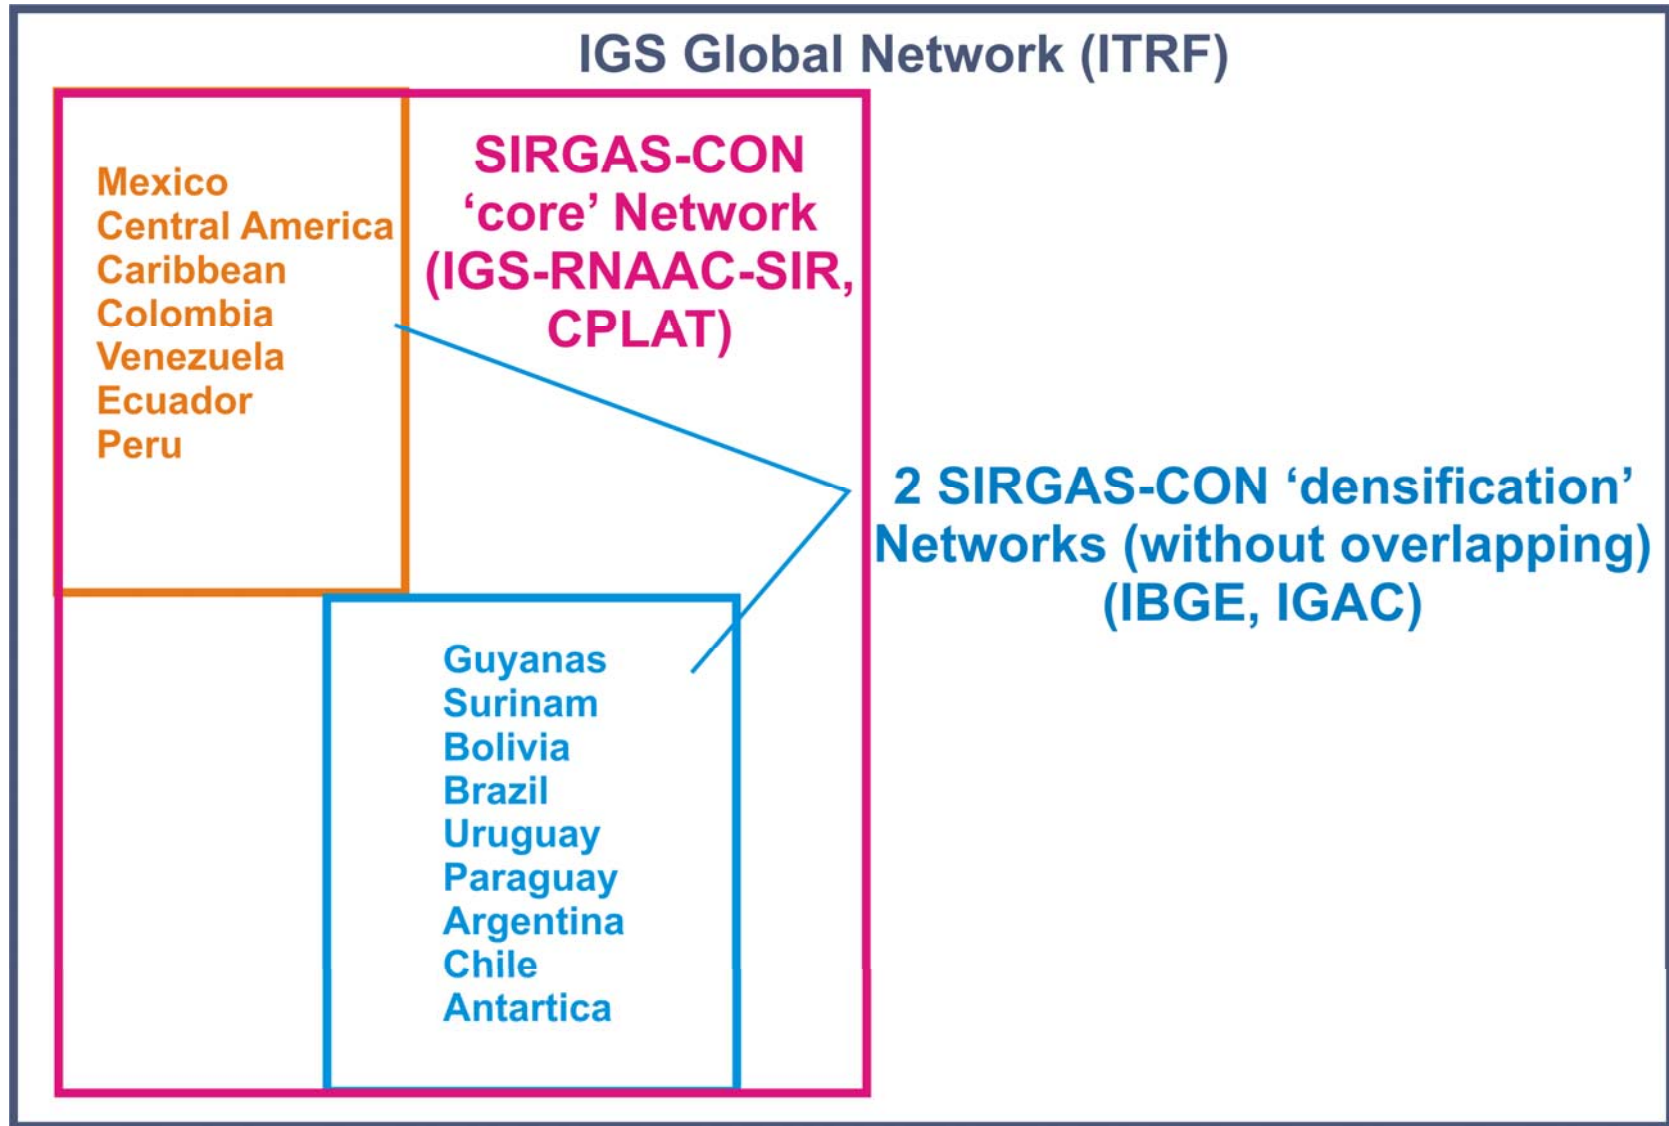 IGS Global Network (ITRF)
SIRGAS-CON
‘core’ Network
(IGS-RNAAC-SIR,
CPLAT)
Mexico
Central America
Caribbean
Colombia
Venezuela
Ecuador
Peru
2 SIRGAS-CON ‘densification’
Networks (without overlapping)
(IBGE, IGAC)
Guyanas
Surinam
Bolivia
Brazil
Uruguay
Paraguay
Argentina
Chile
Antartica